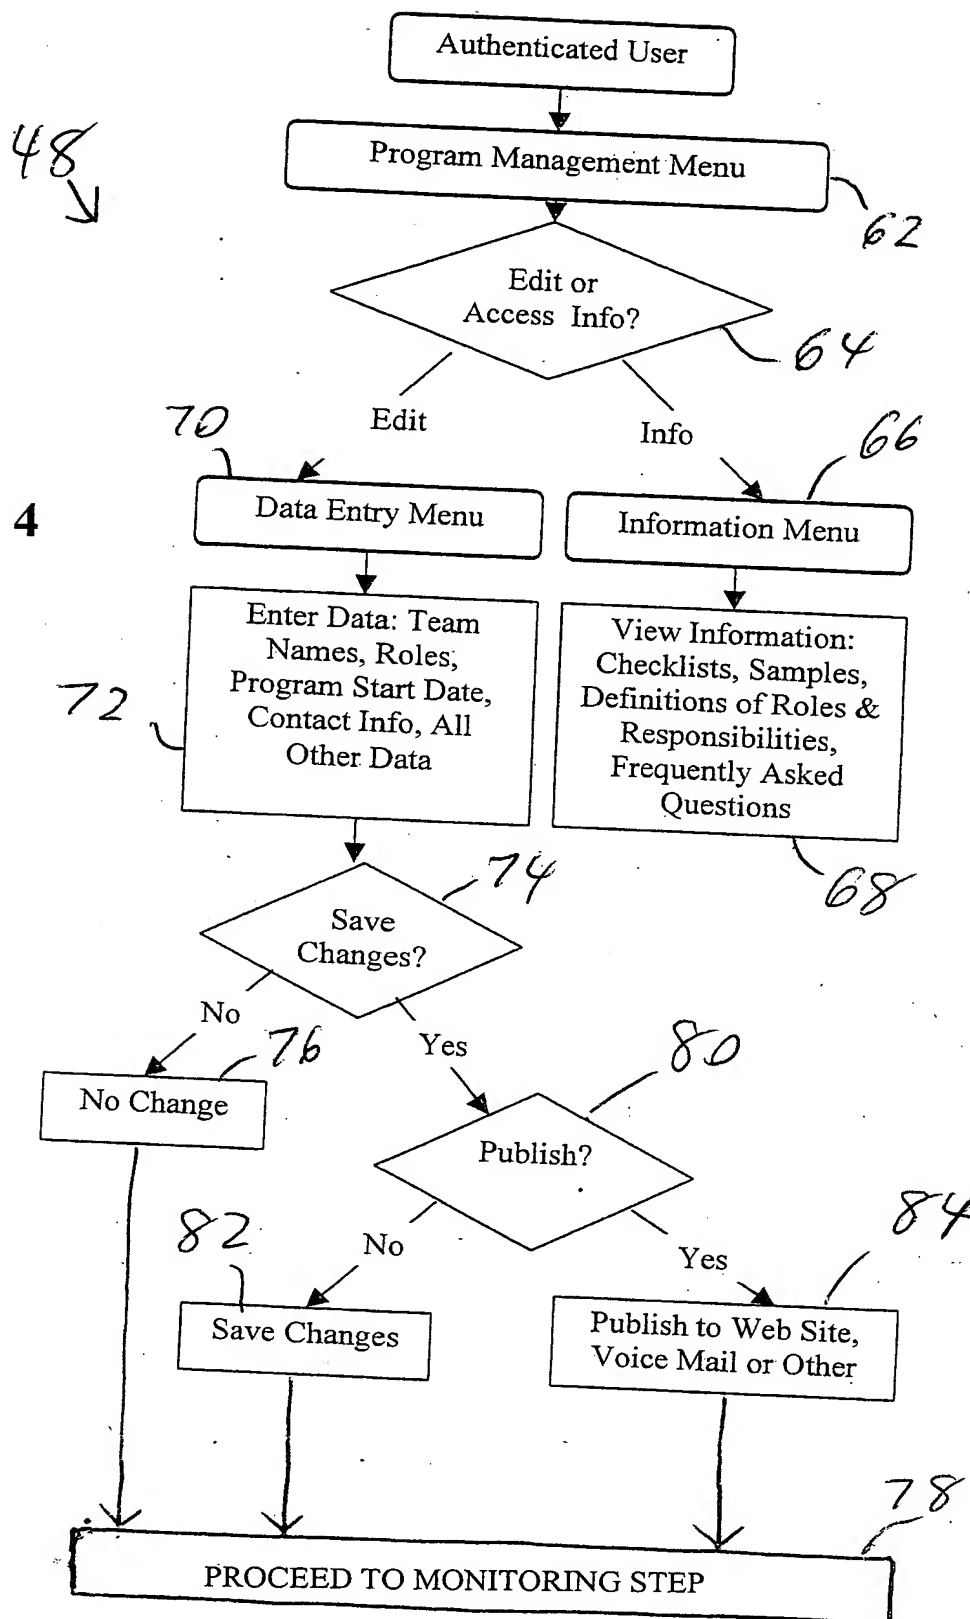 Authenticated User
48
Program Management Menu
62
Edit or
Access Info?
64
70
Edit
Info
66
4
Data Entry Menu
Information Menu
Enter Data: Team
Names, Roles,
Program Start Date,
Contact Info, All
Other Data
72
View Information:
Checklists, Samples,
Definitions of Roles &
Responsibilities,
Frequently Asked
Questions
68
74
Save
Changes?
No
Yes
76
80
No Change
Publish?
82
84
No
Yes
Save Changes
Publish to Web Site,
Voice Mail or Other
78
PROCEED TO MONITORING STEP